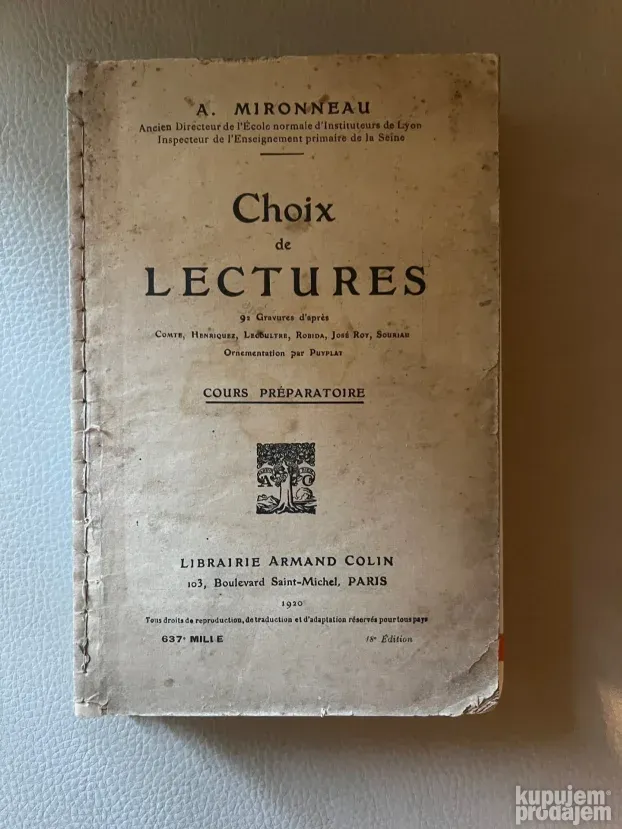 A. MIRONNEAU
Ancien Directeur de l'École normale d'Instituteurs de Lyon
Inspecteur de l'Enseignement primaire de la Seine
Choix
de
LECTURES
92 Gravures d'après
COMTE, HENRIQUEZ, LECOULTRE, ROBIDA, JOSÉ ROY, SOURIAU
Ornementation par PUYPLAT
COURS PRÉPARATOIRE
A C
LIBRAIRIE ARMAND COLIN
103, Boulevard Saint-Michel, PARIS
1920
Tous droits de reproduction, de traduction et d'adaptation réservés pour tous pays
637e MILLE
18e Édition
kupujem
prodajem